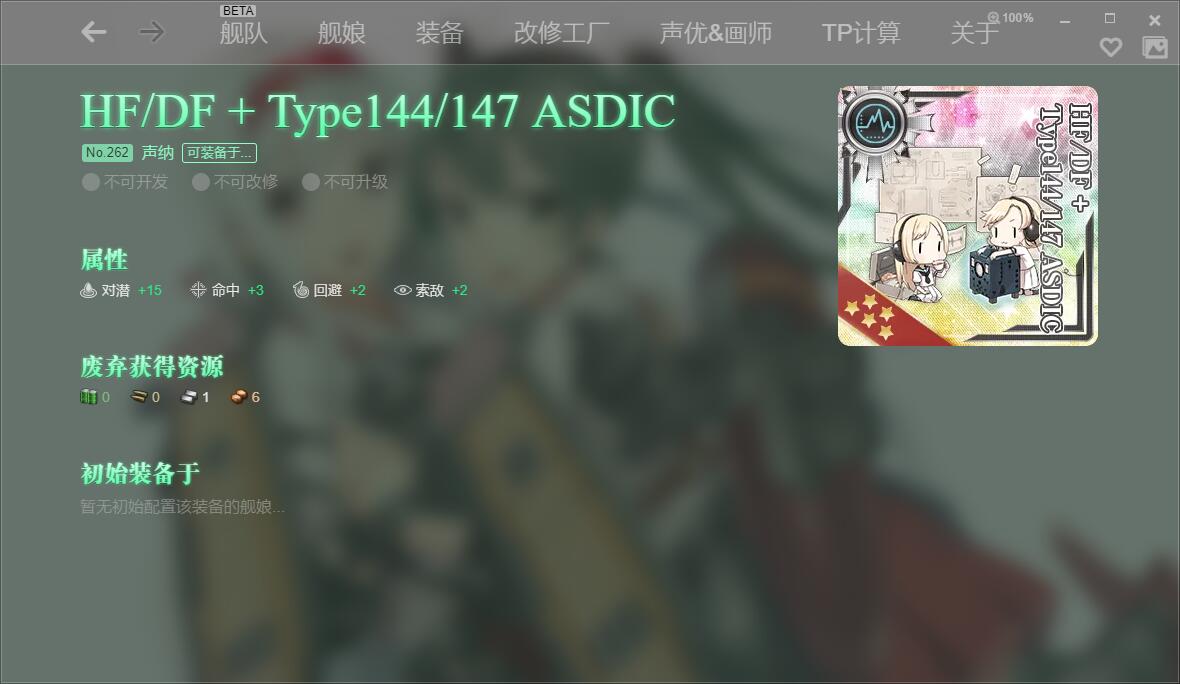 BETA
舰队 舰娘 装备 改修工厂 声优&画师 TP计算 关于
100%
HF/DF + Type144/147 ASDIC
No.262 声纳 可装备于...
不可开发 不可改修 不可升级
属性
对潜 +15 命中 +3 回避 +2 索敌 +2
废弃获得资源
0 0 1 6
初始装备于
暂无初始配置该装备的舰娘...
HF/DF +
Type144/147 ASDIC